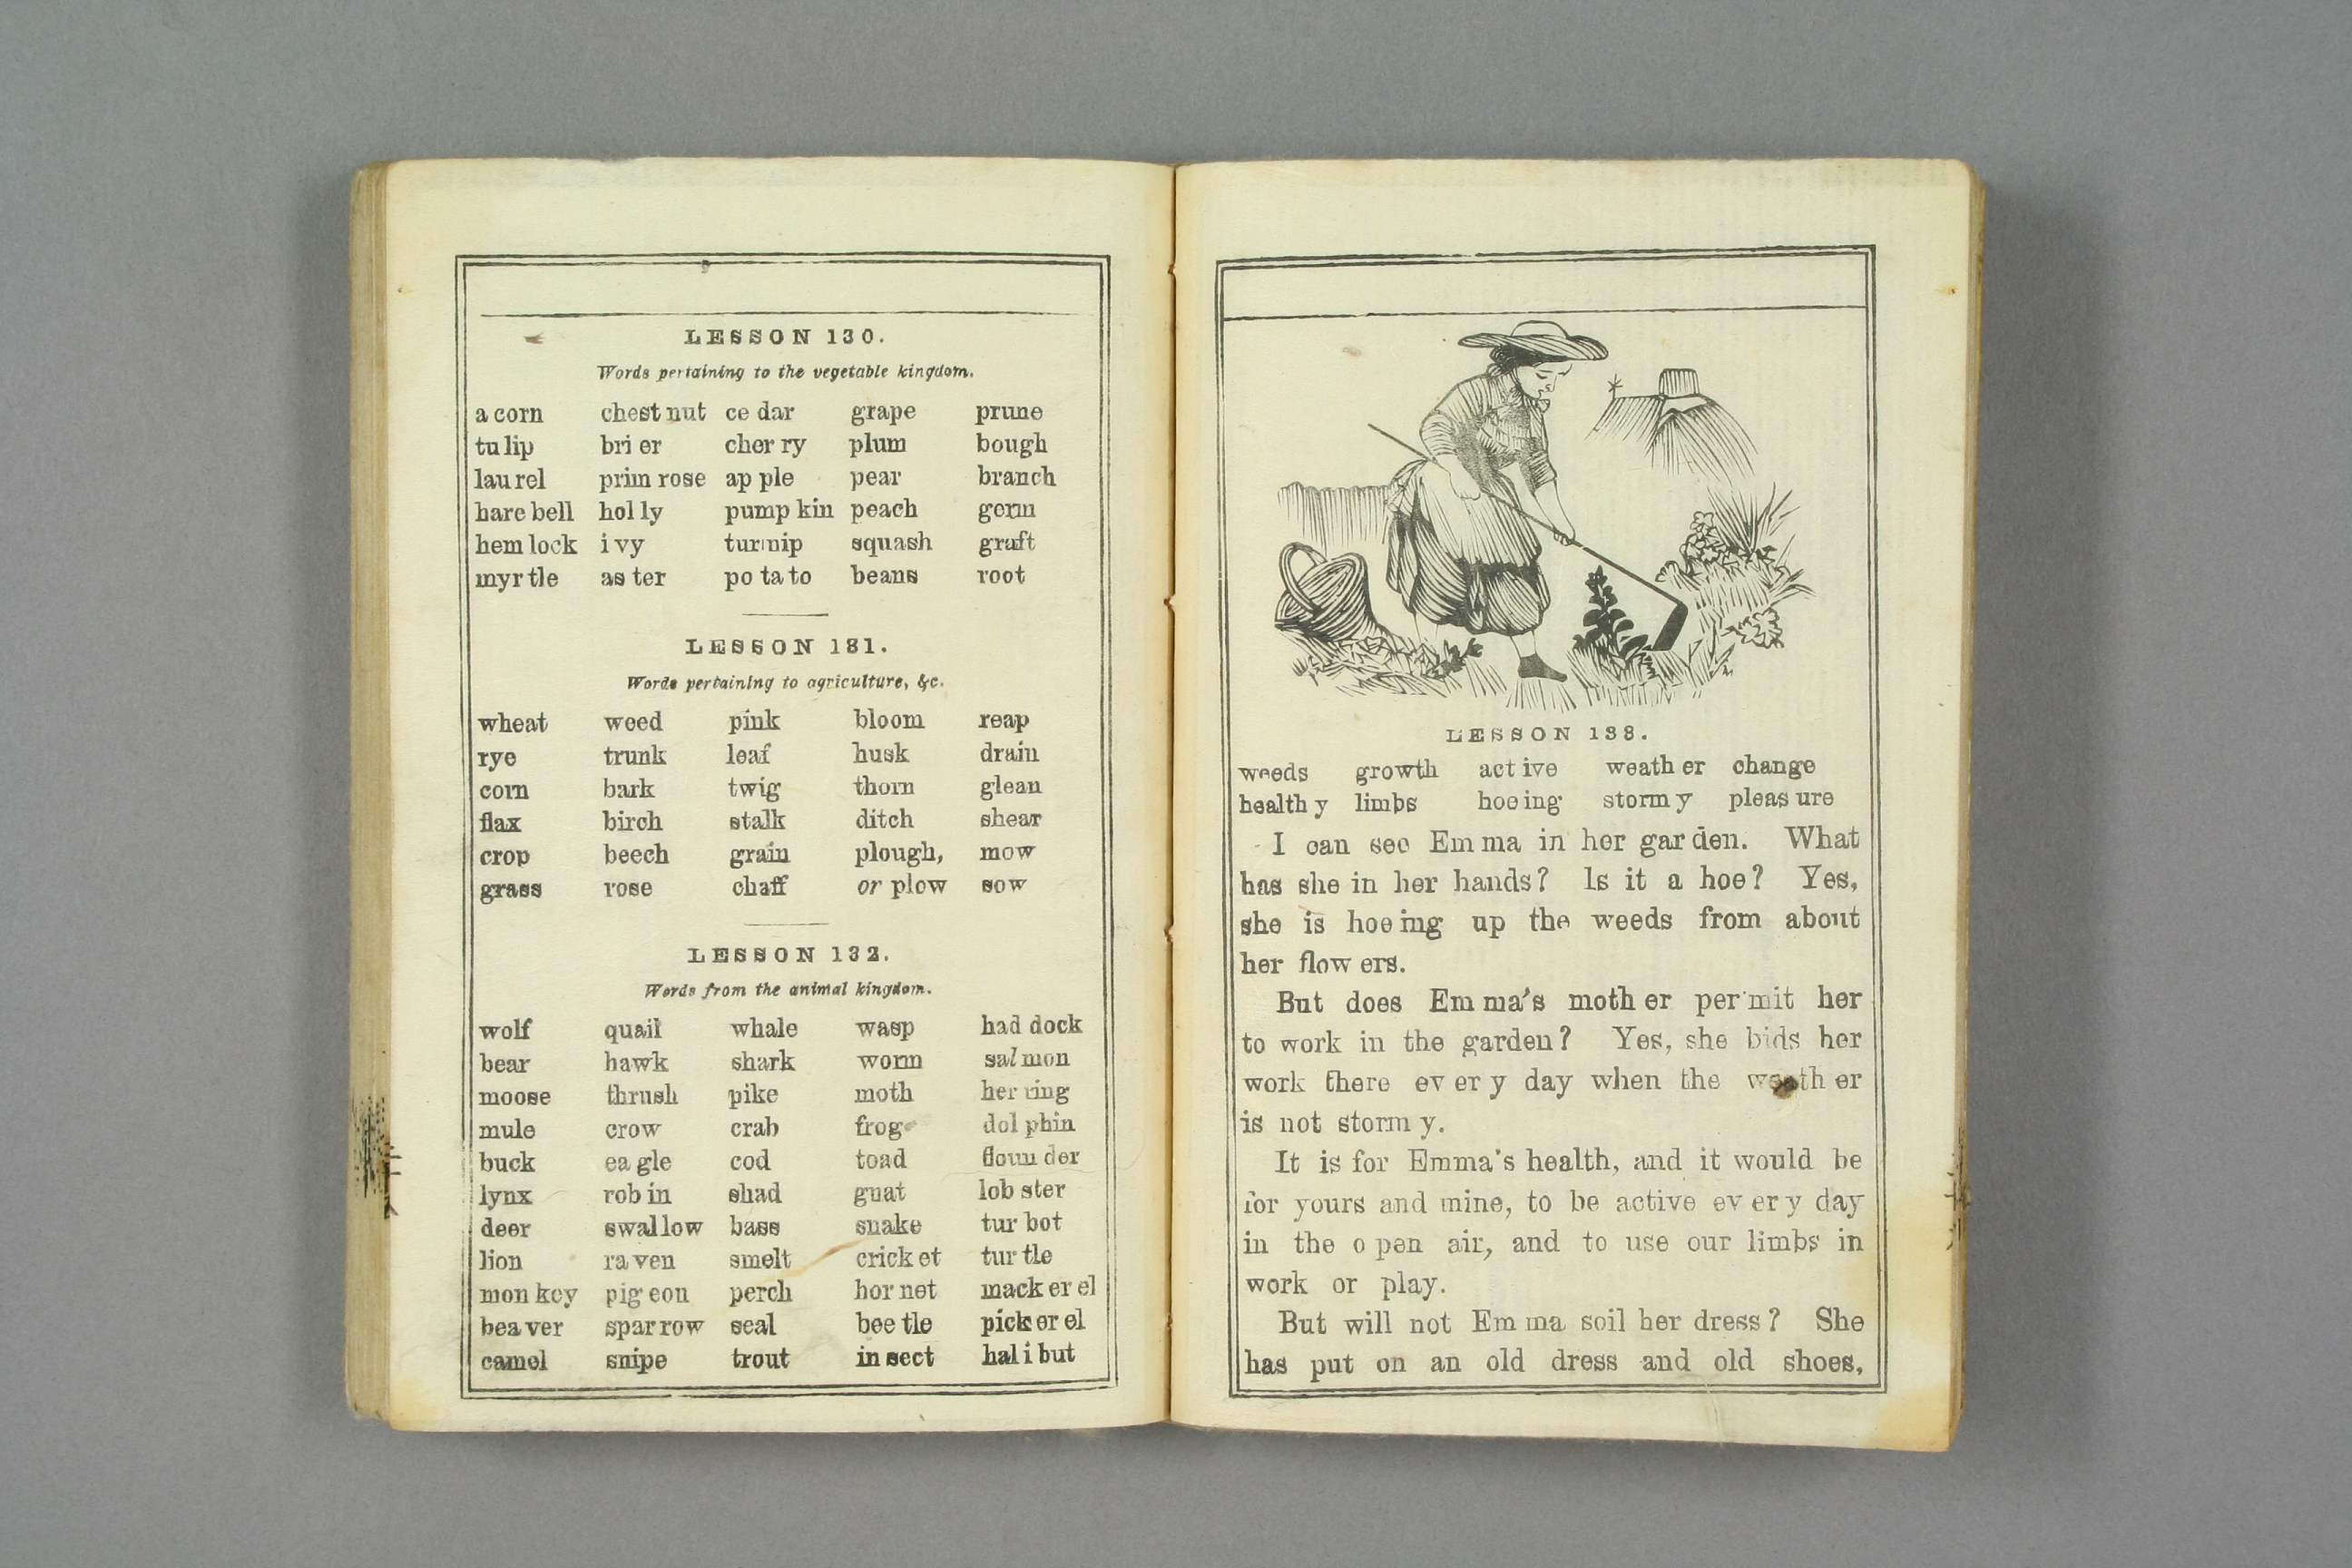 LESSON 130.
Words pertaining to the vegetable kingdom.
a corn chest nut ce dar grape prune
tu lip bri er cher ry plum bough
lau rel prim rose ap ple pear branch
hare bell hol ly pump kin peach germ
hem lock i vy turnip squash graft
myr tle as ter po ta to beans root
LESSON 131.
Words pertaining to agriculture, &c.
wheat weed pink bloom reap
rye trunk leaf husk drain
corn bark twig thorn glean
flax birch stalk ditch shear
crop beech grain plough, mow
grass rose chaff or plow sow
LESSON 132.
Words from the animal kingdom.
wolf quail whale wasp had dock
bear hawk shark worm sal mon
moose thrush pike moth her ring
mule crow crab frog dol phin
buck ea gle cod toad floun der
lynx rob in shad gnat lob ster
deer swal low bass snake tur bot
lion ra ven smelt crick et tur tle
mon key pig eon perch hor net mack er el
bea ver spar row seal bee tle pick er el
camel snipe trout in sect hal i but
LESSON 133.
weeds growth act ive weath er change
health y limbs hoe ing storm y pleas ure
I can see Em ma in her gar den. What
has she in her hands? Is it a hoe? Yes,
she is hoe ing up the weeds from about
her flow ers.
But does Em ma's moth er per mit her
to work in the garden? Yes, she bids her
work there ev er y day when the weath er
is not storm y.
It is for Emma's health, and it would be
for yours and mine, to be active ev er y day
in the o pen air, and to use our limbs in
work or play.
But will not Em ma soil her dress? She
has put on an old dress and old shoes,